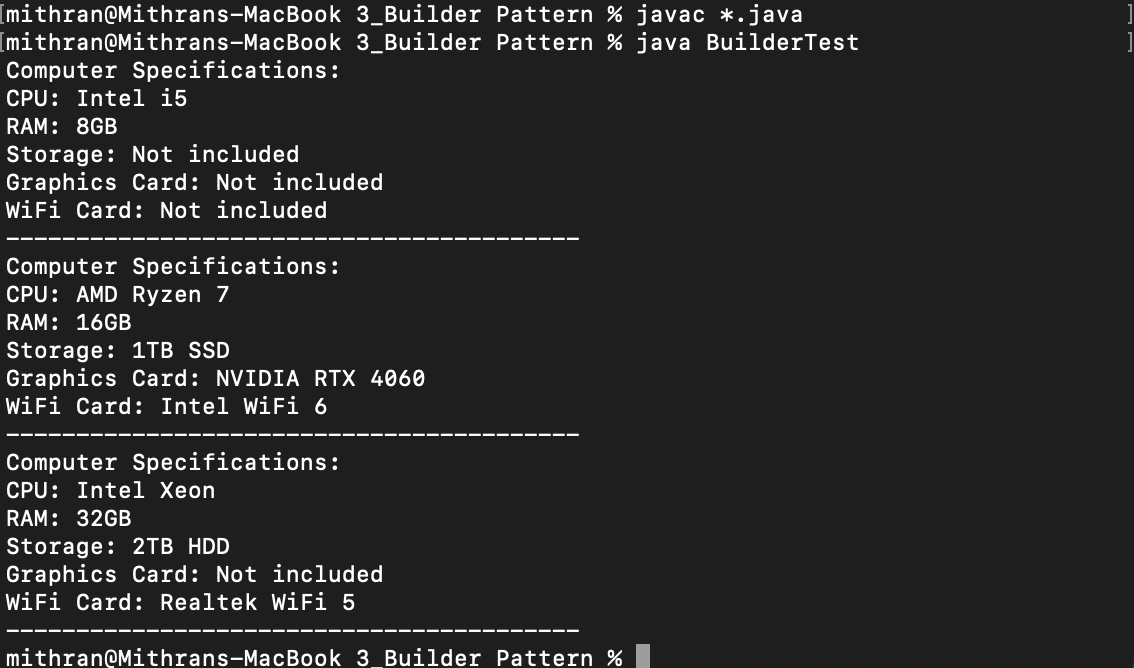 [mithran@Mithrans-MacBook 3_Builder Pattern % javac *.java ]
[mithran@Mithrans-MacBook 3_Builder Pattern % java BuilderTest ]
Computer Specifications:
CPU: Intel i5
RAM: 8GB
Storage: Not included
Graphics Card: Not included
WiFi Card: Not included
-----------------------------------------
Computer Specifications:
CPU: AMD Ryzen 7
RAM: 16GB
Storage: 1TB SSD
Graphics Card: NVIDIA RTX 4060
WiFi Card: Intel WiFi 6
-----------------------------------------
Computer Specifications:
CPU: Intel Xeon
RAM: 32GB
Storage: 2TB HDD
Graphics Card: Not included
WiFi Card: Realtek WiFi 5
-----------------------------------------
mithran@Mithrans-MacBook 3_Builder Pattern %